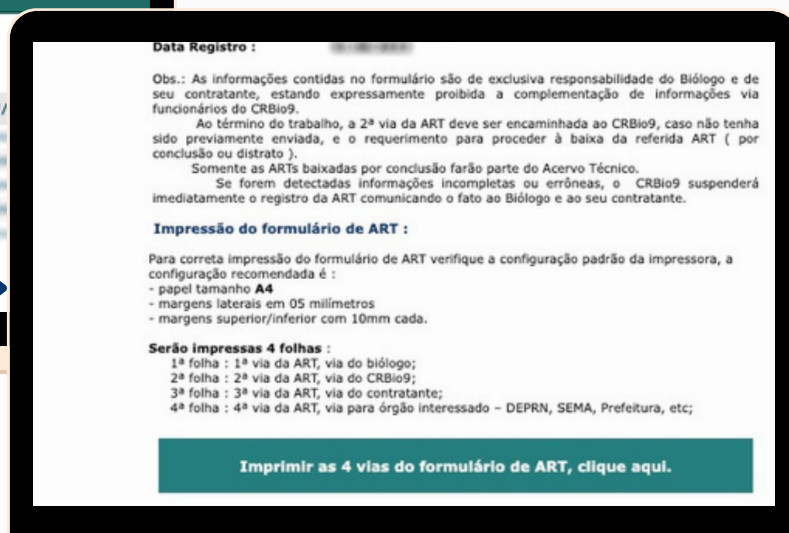 Data Registro :
Obs.: As informações contidas no formulário são de exclusiva responsabilidade do Biólogo e de
seu contratante, estando expressamente proibida a complementação de informações via
funcionários do CRBio9.
Ao término do trabalho, a 2ª via da ART deve ser encaminhada ao CRBio9, caso não tenha
sido previamente enviada, e o requerimento para proceder à baixa da referida ART ( por
conclusão ou distrato ).
Somente as ARTs baixadas por conclusão farão parte do Acervo Técnico.
Se forem detectadas informações incompletas ou errôneas, o CRBio9 suspenderá
imediatamente o registro da ART comunicando o fato ao Biólogo e ao seu contratante.
Impressão do formulário de ART :
Para correta impressão do formulário de ART verifique a configuração padrão da impressora, a
configuração recomendada é :
- papel tamanho A4
- margens laterais em 05 milímetros
- margens superior/inferior com 10mm cada.
Serão impressas 4 folhas :
1ª folha : 1ª via da ART, via do biólogo;
2ª folha : 2ª via da ART, via do CRBio9;
3ª folha : 3ª via da ART, via do contratante;
4ª folha : 4ª via da ART, via para órgão interessado – DEPRN, SEMA, Prefeitura, etc;
Imprimir as 4 vias do formulário de ART, clique aqui.